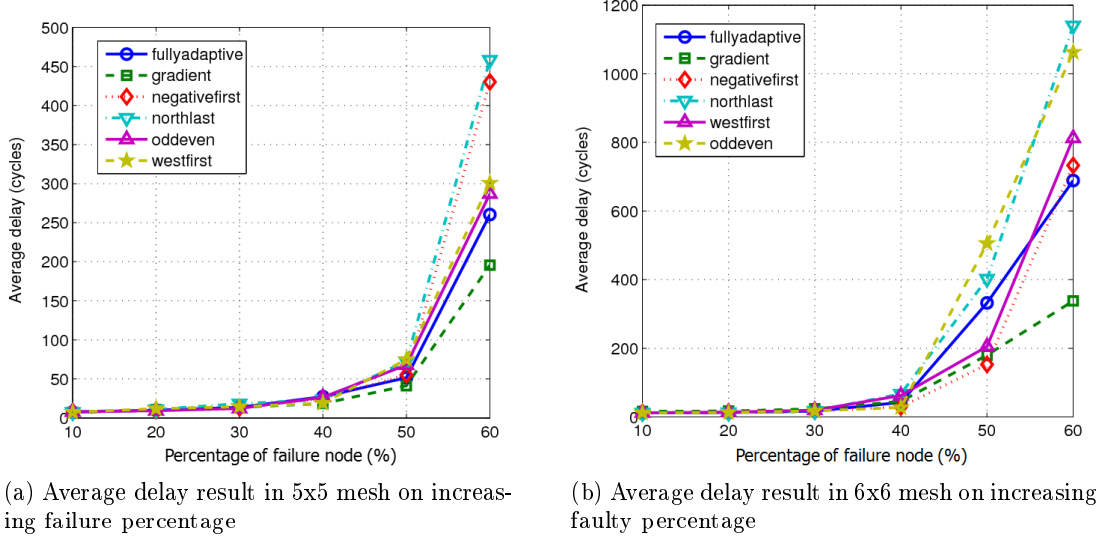 500
450
400
350
300
250
200
150
100
50
0
10 20 30 40 50 60
Average delay (cycles)
Percentage of failure node (%)
fullyadaptive
gradient
negativefirst
northlast
oddeven
westfirst
(a) Average delay result in 5x5 mesh on increas-
ing failure percentage
1200
1000
800
600
400
200
0
10 20 30 40 50 60
Average delay (cycles)
Percentage of failure node (%)
fullyadaptive
gradient
negativefirst
northlast
westfirst
oddeven
(b) Average delay result in 6x6 mesh on increasing
faulty percentage